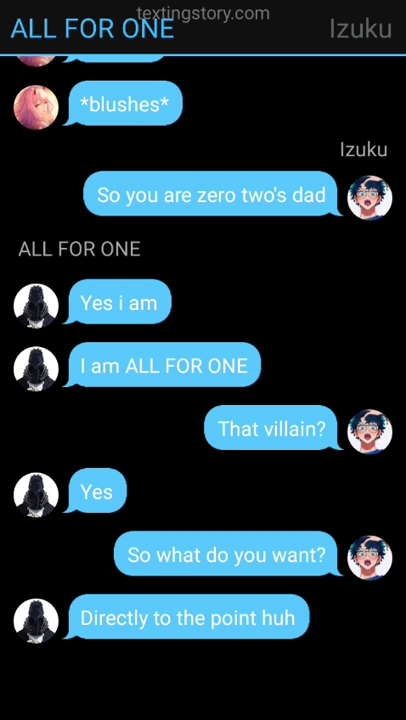 textingstory.com
ALL FOR ONE
Izuku
*blushes*
Izuku
So you are zero two's dad
ALL FOR ONE
Yes i am
I am ALL FOR ONE
That villain?
Yes
So what do you want?
Directly to the point huh